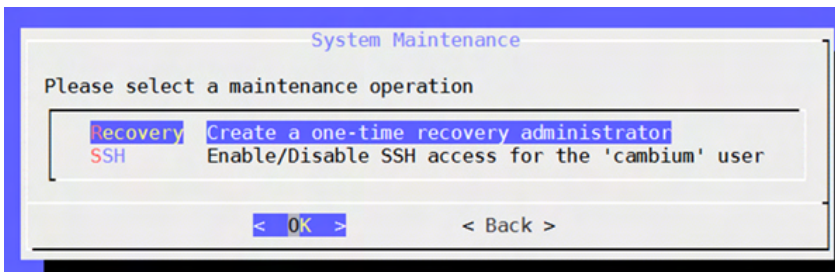 System Maintenance
Please select a maintenance operation
Recovery Create a one-time recovery administrator
SSH Enable/Disable SSH access for the 'cambium' user
< OK > < Back >